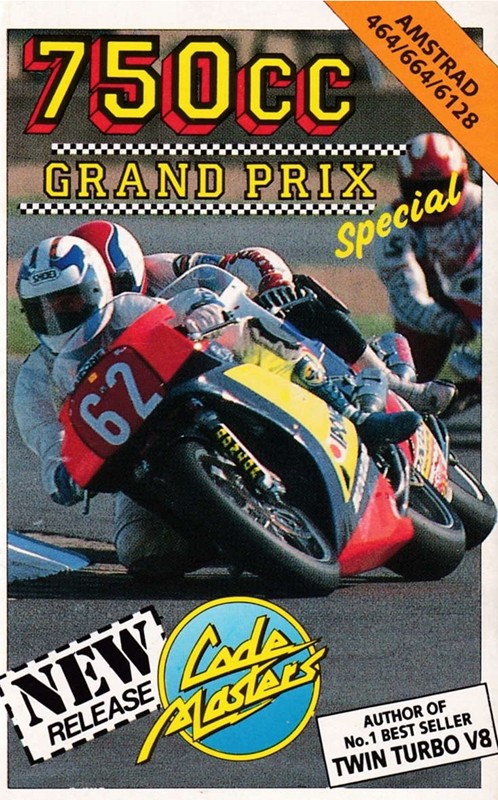 AMSTRAD
464/664/6128
750cc
GRAND PRIX
Special
SHOEI
62
NEW
RELEASE
Code
Masters
AUTHOR OF
No.1 BEST SELLER
TWIN TURBO V8